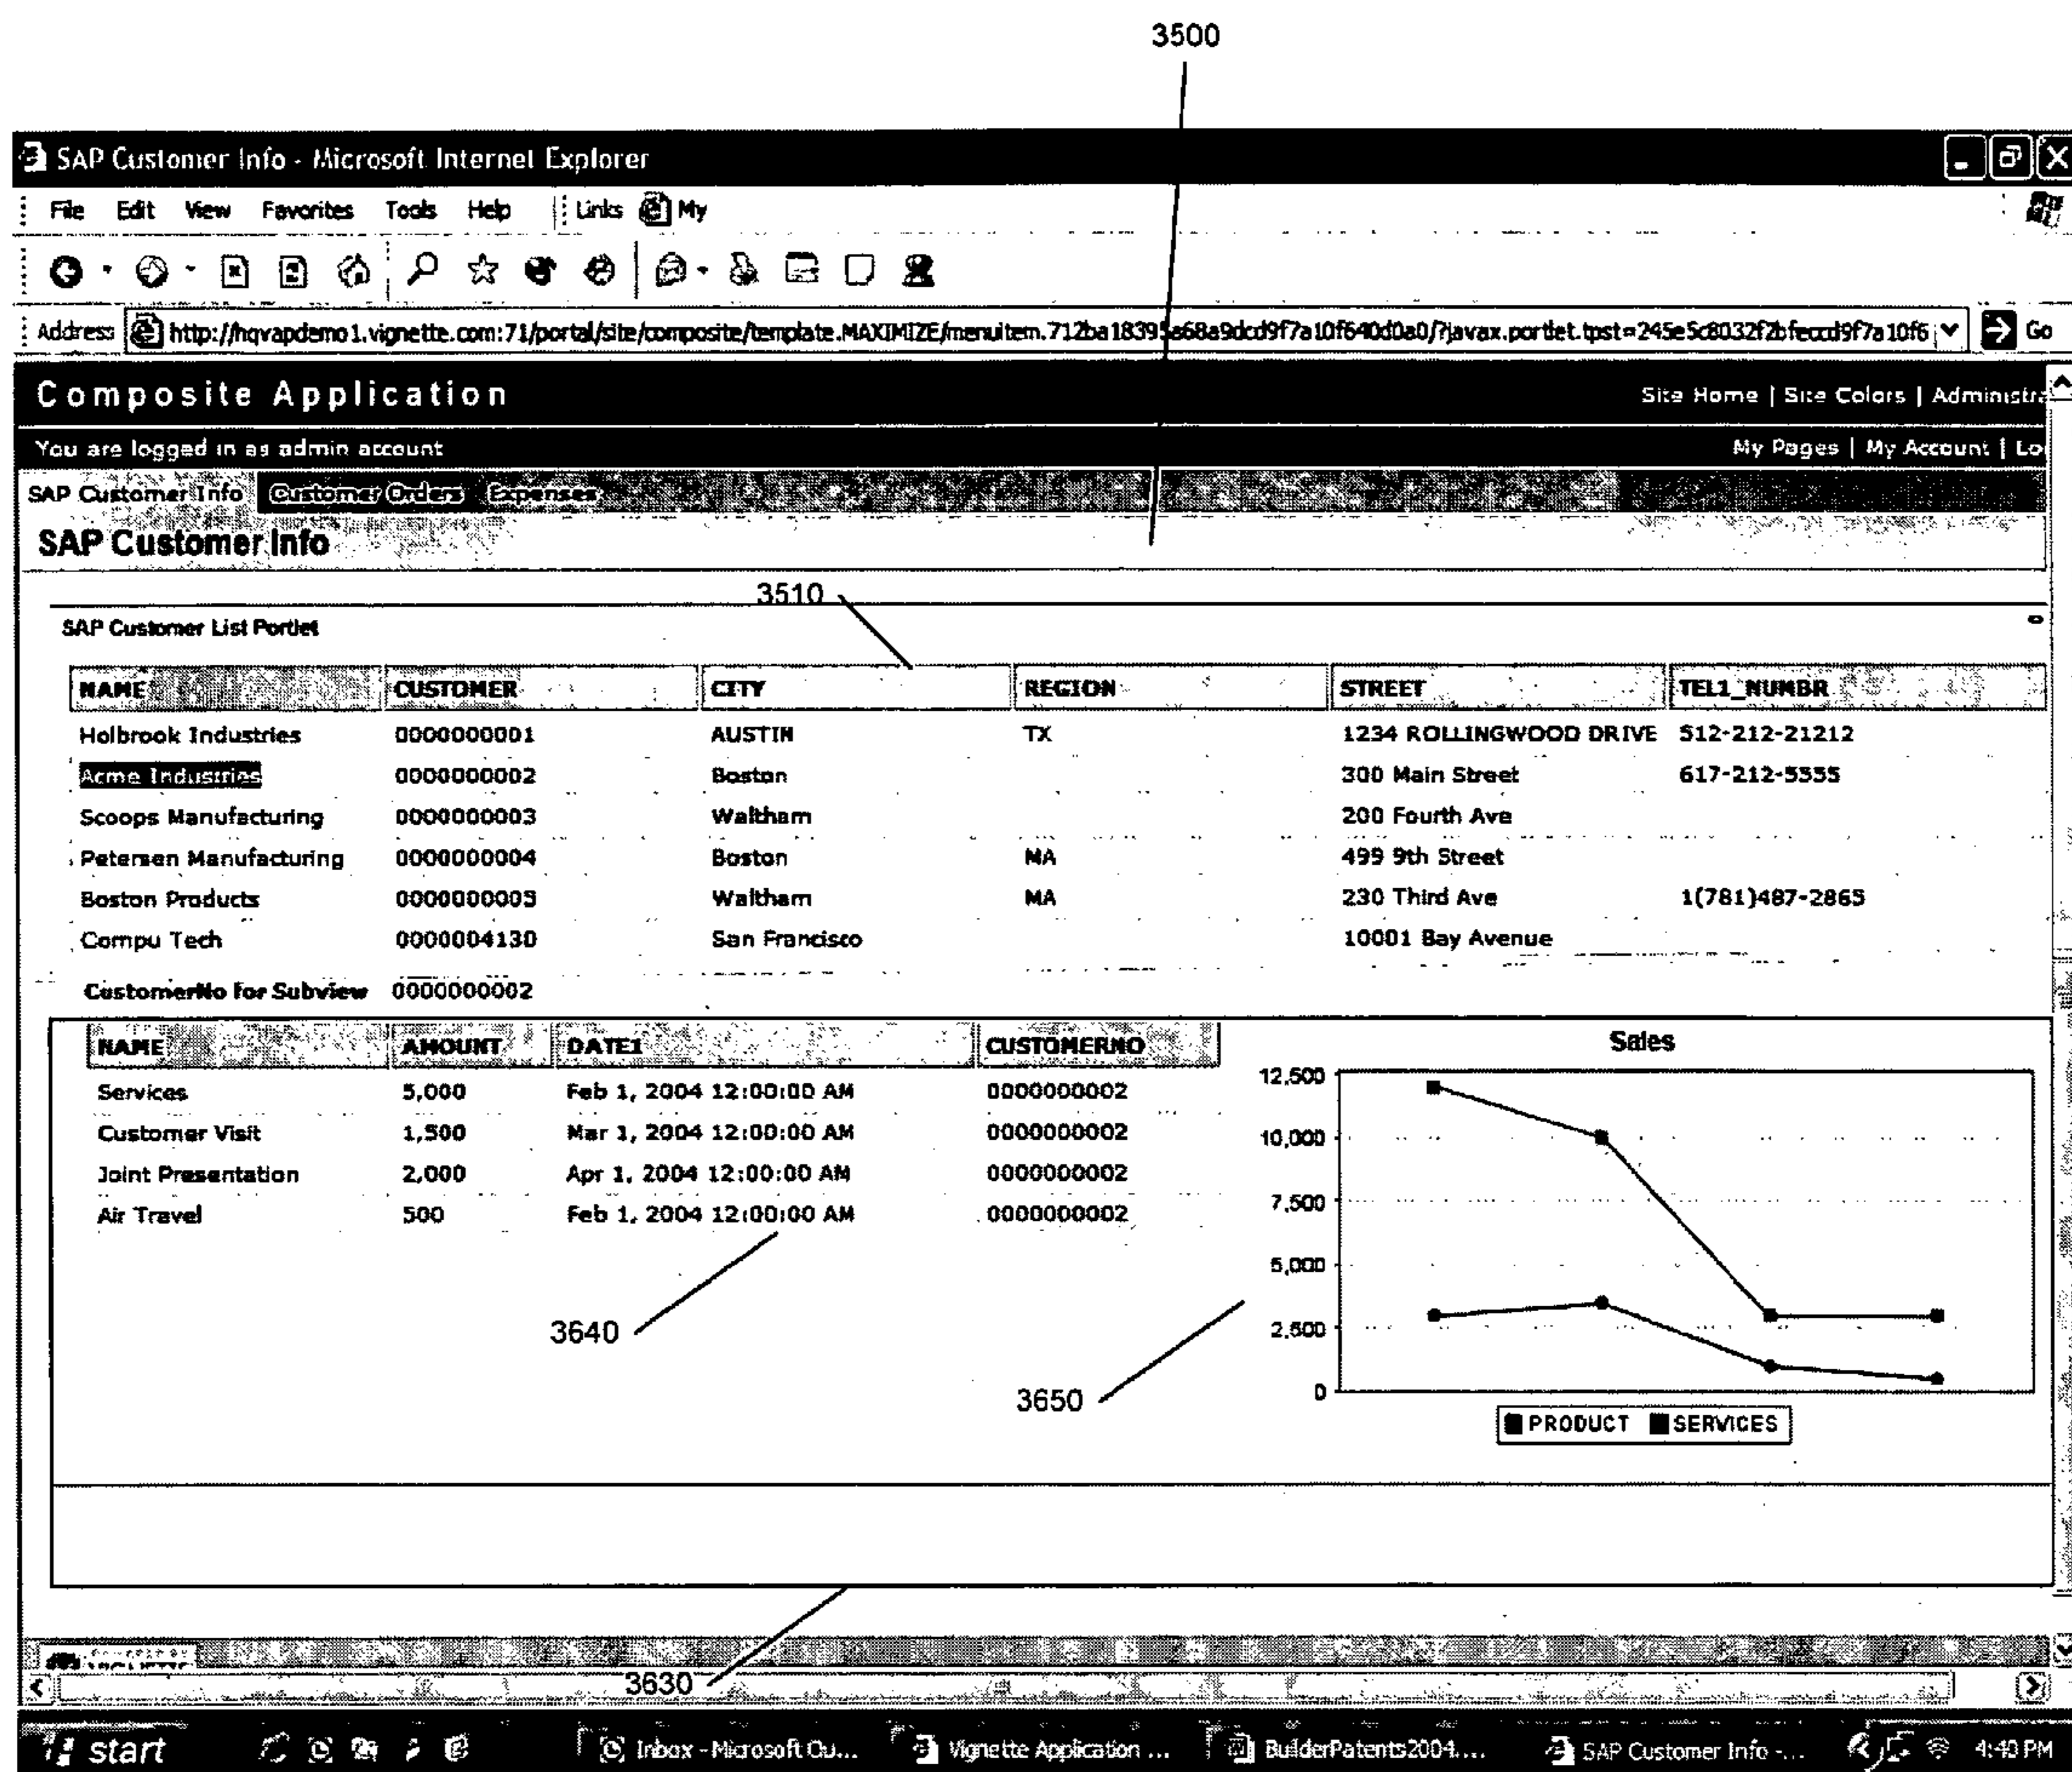 3500
SAP Customer Info - Microsoft Internet Explorer
File Edit View Favorites Tools Help Links My
Address http://hqvapdemo1.vignette.com:71/portal/site/composite/template.MAXIMIZE/menuitem.712ba18395a68a9dcd9f7a10f640d0a0/?javax.portlet.tpst=245e5c8032f2bfeccd9f7a10f6 Go
Composite Application Site Home | Site Colors | Administra
You are logged in as admin account My Pages | My Account | Lo
SAP Customer Info Customer Orders Expenses
SAP Customer Info
3510
SAP Customer List Portlet
NAME CUSTOMER CITY REGION STREET TEL1_NUMBR
Holbrook Industries 0000000001 AUSTIN TX 1234 ROLLINGWOOD DRIVE 512-212-21212
Acme Industries 0000000002 Boston 300 Main Street 617-212-5555
Scoops Manufacturing 0000000003 Waltham 200 Fourth Ave
Petersen Manufacturing 0000000004 Boston MA 499 9th Street
Boston Products 0000000005 Waltham MA 230 Third Ave 1(781)487-2865
Compu Tech 0000004130 San Francisco 10001 Bay Avenue
CustomerNo for Subview 0000000002
NAME AMOUNT DATE1 CUSTOMERNO
Services 5,000 Feb 1, 2004 12:00:00 AM 0000000002
Customer Visit 1,500 Mar 1, 2004 12:00:00 AM 0000000002
Joint Presentation 2,000 Apr 1, 2004 12:00:00 AM 0000000002
Air Travel 500 Feb 1, 2004 12:00:00 AM 0000000002
Sales
12,500
10,000
7,500
5,000
2,500
0
PRODUCT SERVICES
3640
3650
3630
start Inbox - Microsoft Ou... Vignette Application ... BuilderPatents2004.... SAP Customer Info -... 4:40 PM